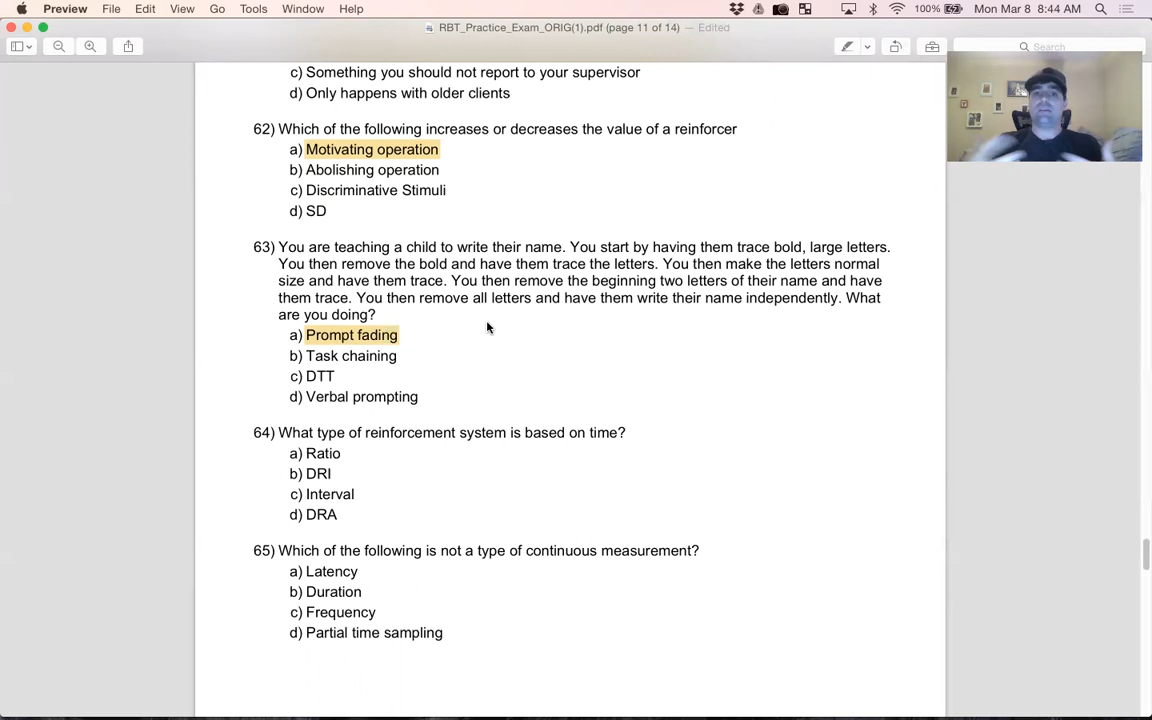 Preview File Edit View Go Tools Window Help 100% Mon Mar 8 8:44 AM
RBT_Practice_Exam_ORIG(1).pdf (page 11 of 14) — Edited
Search
c) Something you should not report to your supervisor
d) Only happens with older clients
62) Which of the following increases or decreases the value of a reinforcer
a) Motivating operation
b) Abolishing operation
c) Discriminative Stimuli
d) SD
63) You are teaching a child to write their name. You start by having them trace bold, large letters.
You then remove the bold and have them trace the letters. You then make the letters normal
size and have them trace. You then remove the beginning two letters of their name and have
them trace. You then remove all letters and have them write their name independently. What
are you doing?
a) Prompt fading
b) Task chaining
c) DTT
d) Verbal prompting
64) What type of reinforcement system is based on time?
a) Ratio
b) DRI
c) Interval
d) DRA
65) Which of the following is not a type of continuous measurement?
a) Latency
b) Duration
c) Frequency
d) Partial time sampling